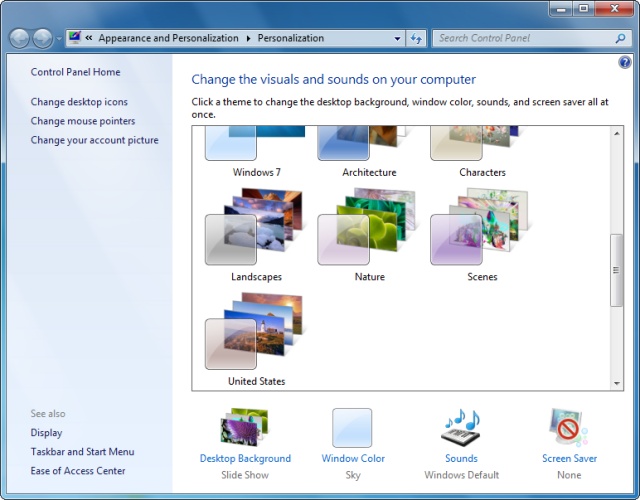 « Appearance and Personalization ▸ Personalization
Search Control Panel
Control Panel Home
Change desktop icons
Change mouse pointers
Change your account picture
Change the visuals and sounds on your computer
Click a theme to change the desktop background, window color, sounds, and screen saver all at
once.
Windows 7
Architecture
Characters
Landscapes
Nature
Scenes
United States
See also
Display
Taskbar and Start Menu
Ease of Access Center
Desktop Background
Slide Show
Window Color
Sky
Sounds
Windows Default
Screen Saver
None